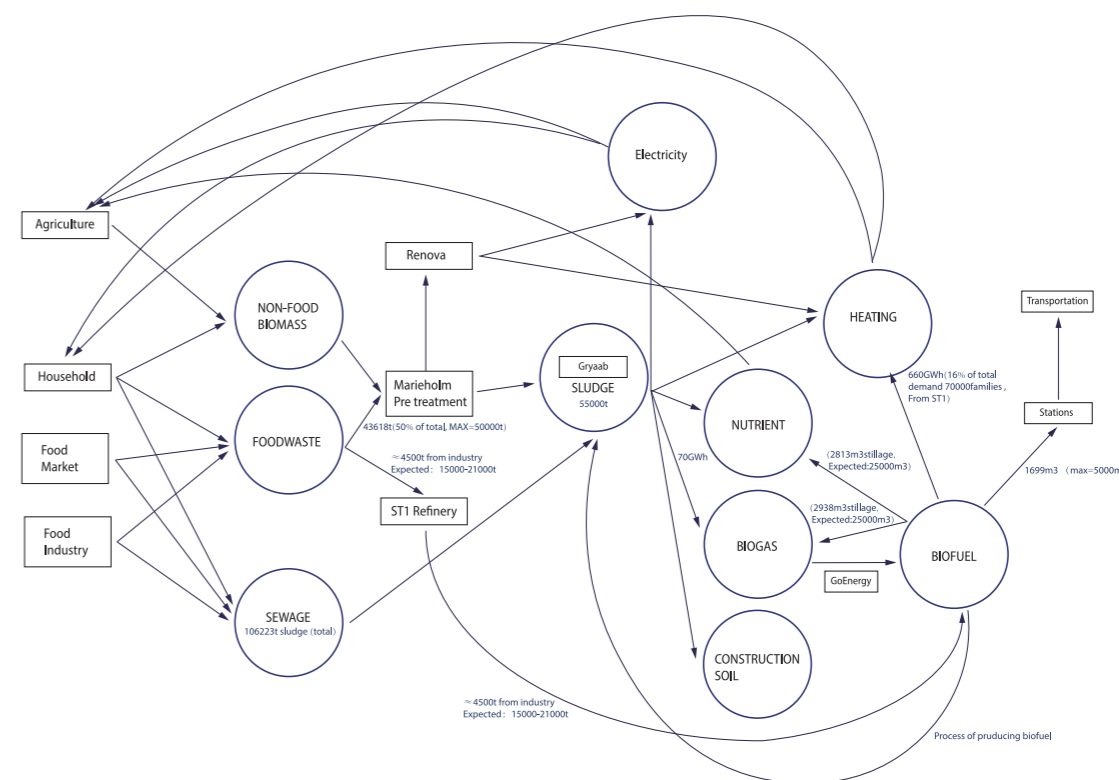 Electricity
Agriculture
Renova
NON-FOOD
BIOMASS
HEATING
Transportation
Household
Gryaab
SLUDGE
55000t
Marieholm
Pre treatment
660GWh(16% of total
demand 70000families ,
From ST1)
Stations
43618t(50% of total, MAX=50000t)
NUTRIENT
FOODWASTE
Food
Market
≈4500t from industry
Expected： 15000-21000t
70GWh
(2813m3stillage,
Expected:25000m3)
1699m3 （max=5000m
ST1 Refinery
(2938m3stillage,
Expected:25000m3)
Food
Industry
BIOGAS
BIOFUEL
GoEnergy
SEWAGE
106223t sludge (total)
CONSTRUCTION
SOIL
≈4500t from industry
Expected： 15000-21000t
Process of pruducing biofuel